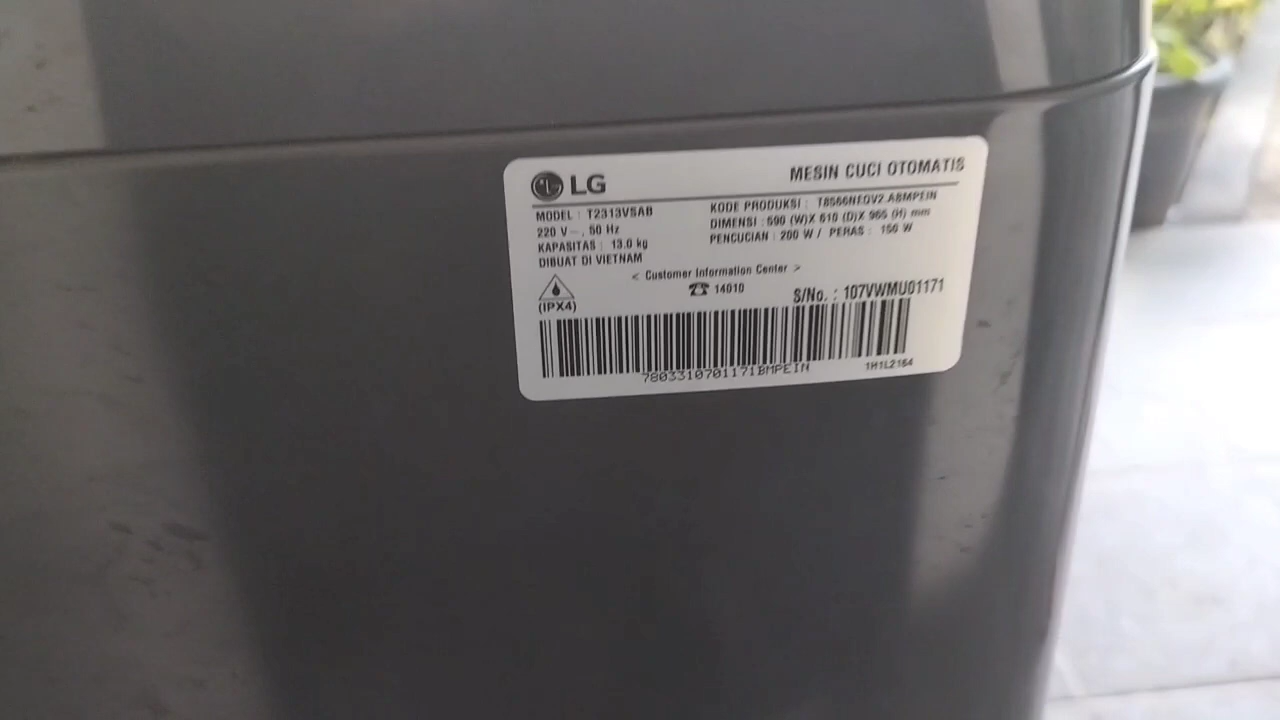 LG
MESIN CUCI OTOMATIS
MODEL : T2313VSAB
220 V ~, 50 Hz
KAPASITAS : 13.0 kg
DIBUAT DI VIETNAM
KODE PRODUKSI : T8566NEQV2.ABMPEIN
DIMENSI : 590 (W)X 610 (D)X 965 (H) mm
PENCUCIAN : 200 W / PERAS : 150 W
< Customer Information Center >
☎ 14010
(IPX4)
S/No. : 107VWMU01171
7803310701171BMPEIN
1H1L2164